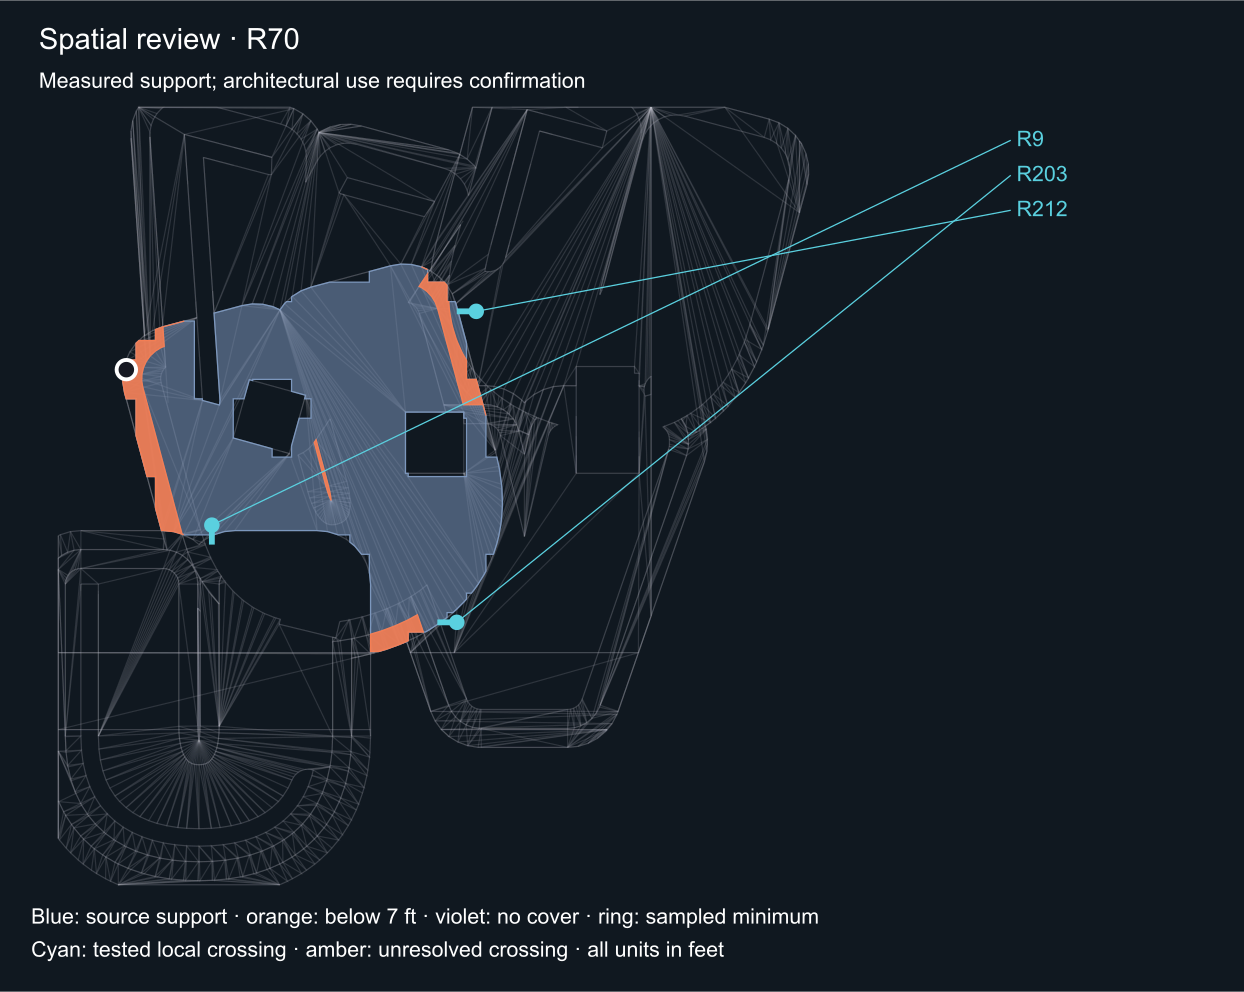 Spatial review · R70
Measured support; architectural use requires confirmation
R9
R203
R212
Blue: source support · orange: below 7 ft · violet: no cover · ring: sampled minimum
Cyan: tested local crossing · amber: unresolved crossing · all units in feet